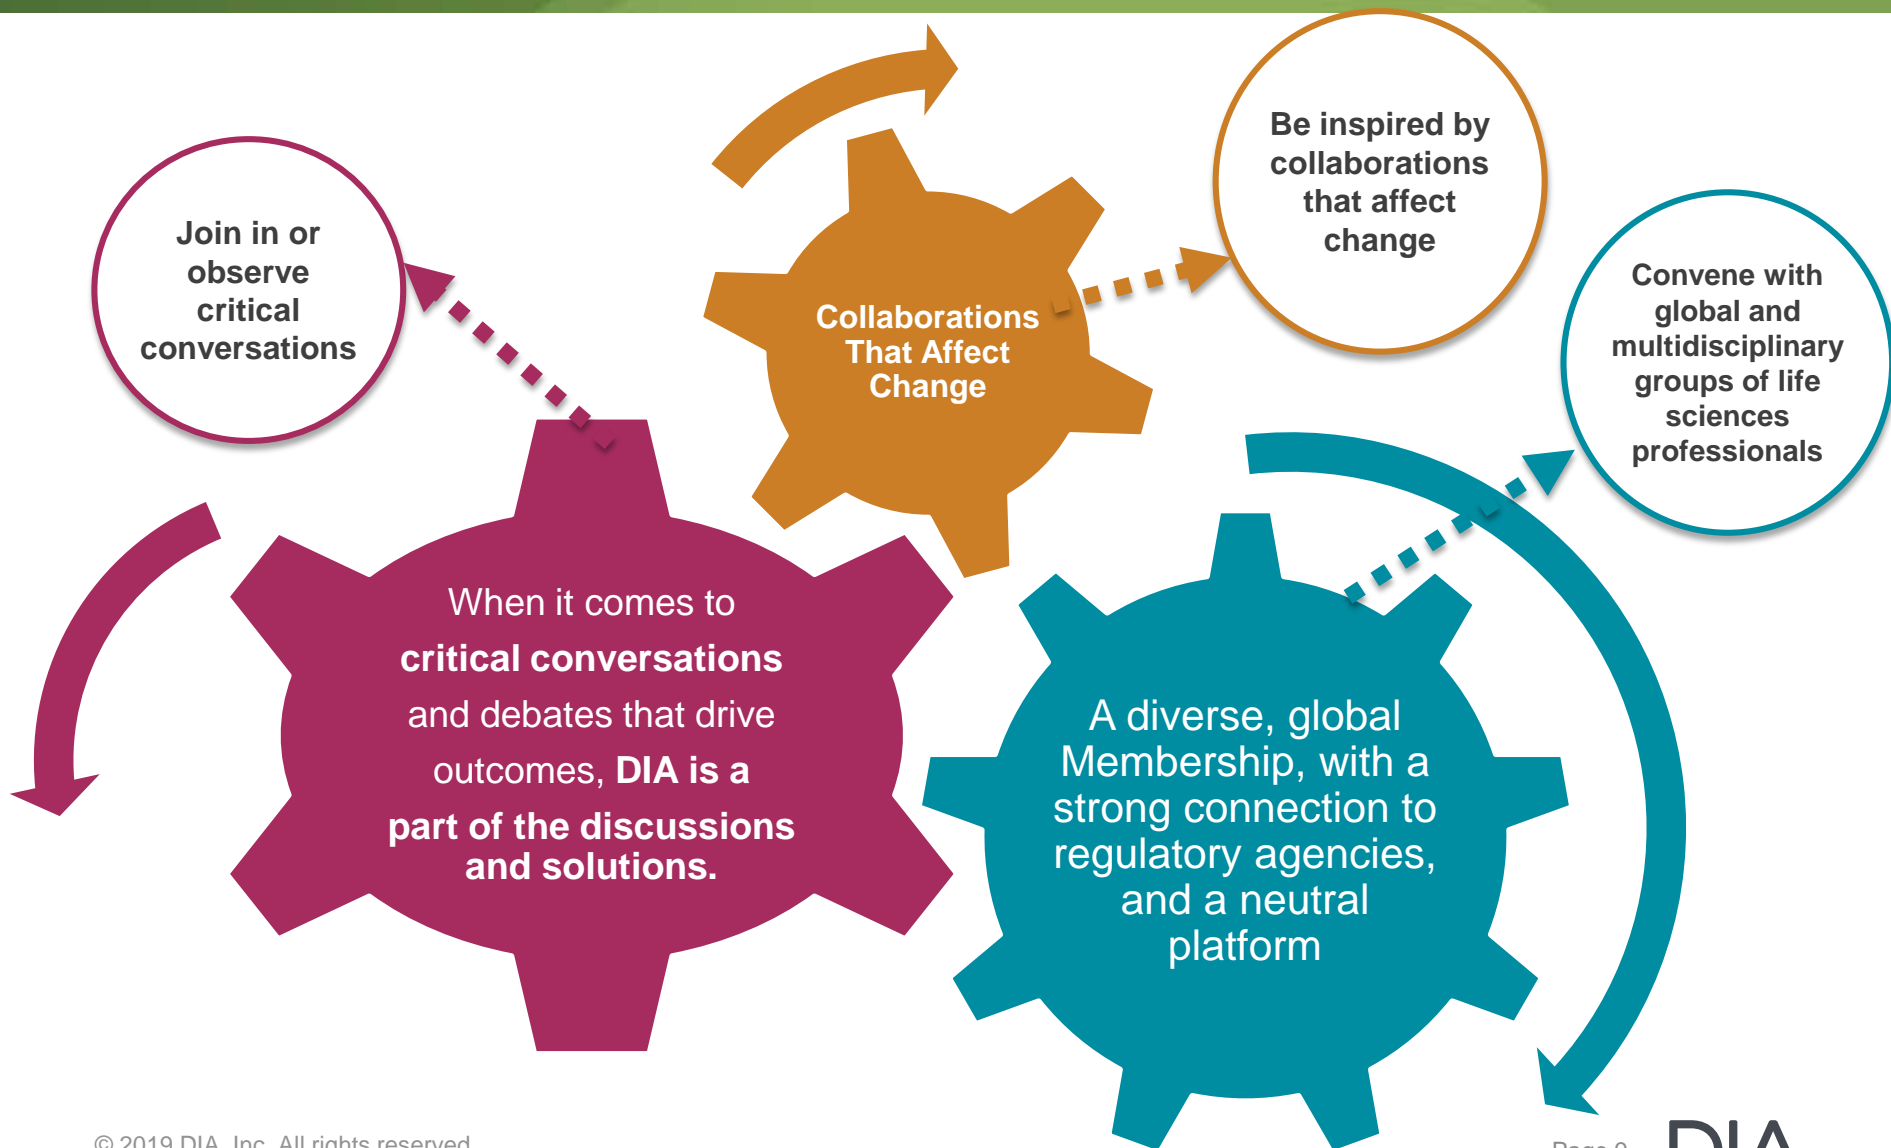 Join in or
observe
critical
conversations
Be inspired by
collaborations
that affect
change
Convene with
global and
multidisciplinary
groups of life
sciences
professionals
Collaborations
That Affect
Change
When it comes to
critical conversations
and debates that drive
outcomes, DIA is a
part of the discussions
and solutions.
A diverse, global
Membership, with a
strong connection to
regulatory agencies,
and a neutral
platform
© 2019 DIA, Inc. All rights reserved
Page 9
DIA